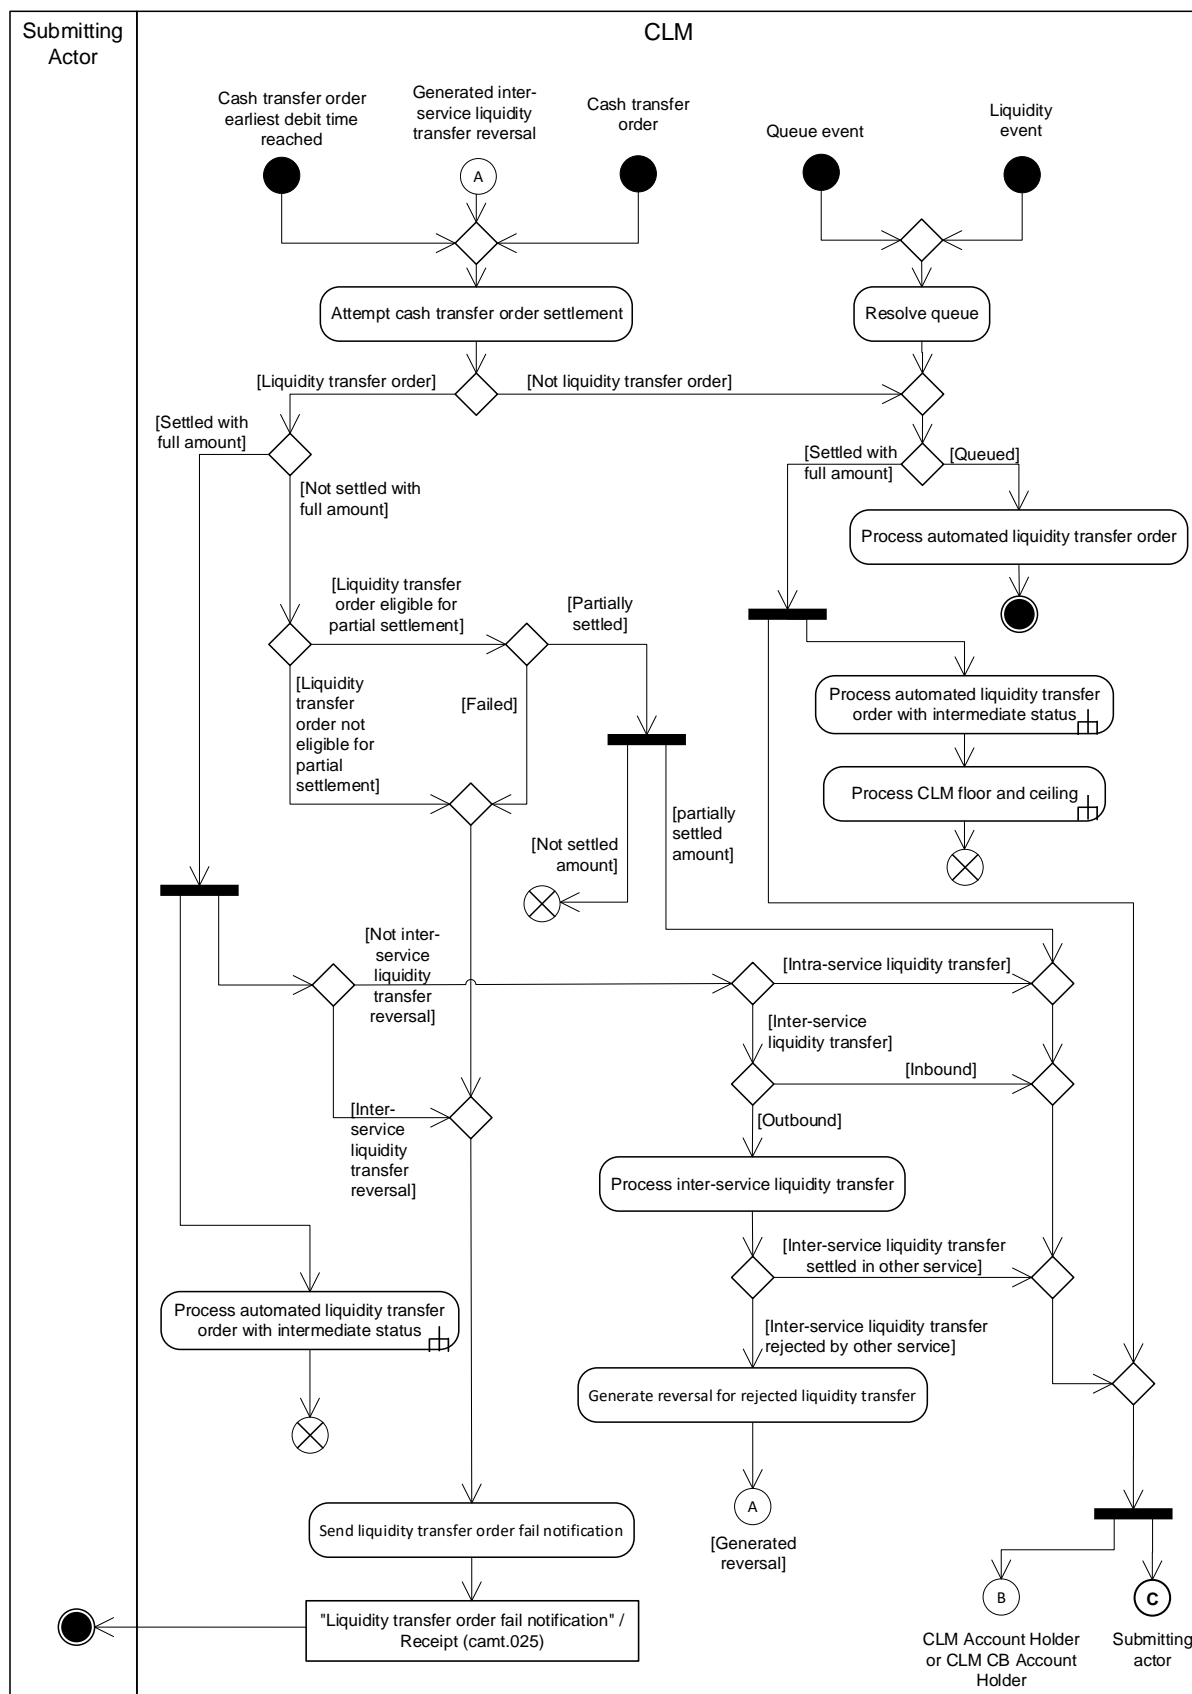 Submitting
Actor
CLM
Cash transfer order
earliest debit time
reached
Generated inter-
service liquidity
transfer reversal
Cash transfer
order
Queue event
Liquidity
event
A
Attempt cash transfer order settlement
Resolve queue
[Liquidity transfer order]
[Not liquidity transfer order]
[Settled with
full amount]
[Not settled with
full amount]
[Settled with
full amount]
[Queued]
Process automated liquidity transfer order
[Liquidity transfer
order eligible for
partial settlement]
[Partially
settled]
[Liquidity
transfer
order not
eligible for
partial
settlement]
[Failed]
Process automated liquidity transfer
order with intermediate status
Process CLM floor and ceiling
[Not settled
amount]
[partially
settled
amount]
[Not inter-
service
liquidity
transfer
reversal]
[Intra-service liquidity transfer]
[Inter-service
liquidity transfer]
[Inbound]
[Inter-
service
liquidity
transfer
reversal]
[Outbound]
Process inter-service liquidity transfer
[Inter-service liquidity transfer
settled in other service]
Process automated liquidity transfer
order with intermediate status
[Inter-service liquidity transfer
rejected by other service]
Generate reversal for rejected liquidity transfer
A
[Generated
reversal]
Send liquidity transfer order fail notification
"Liquidity transfer order fail notification" /
Receipt (camt.025)
B
C
CLM Account Holder
or CLM CB Account
Holder
Submitting
actor